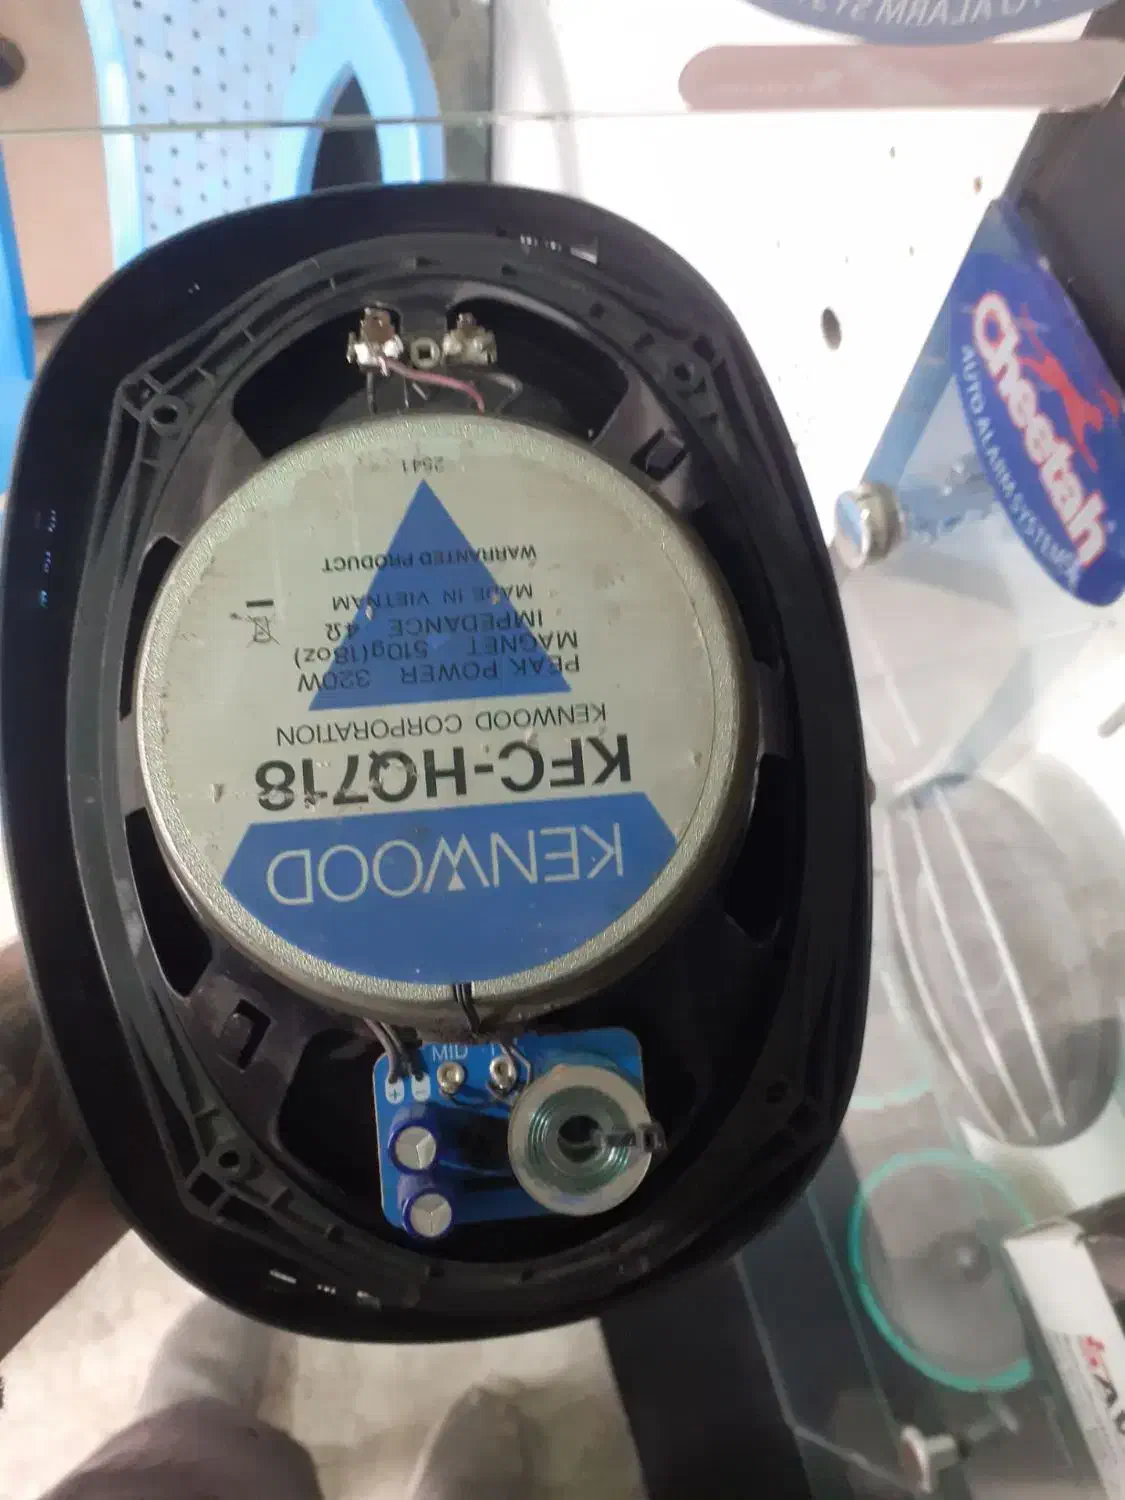 KENWOOD
KFC-HQ718
KENWOOD CORPORATION
PEAK POWER 320W
MAGNET 510g(18oz)
IMPEDANCE 4Ω
MADE IN VIETNAM
WARRANTED PRODUCT
2541
MID
+ −
Cheetah
AUTO ALARM SYSTEMS